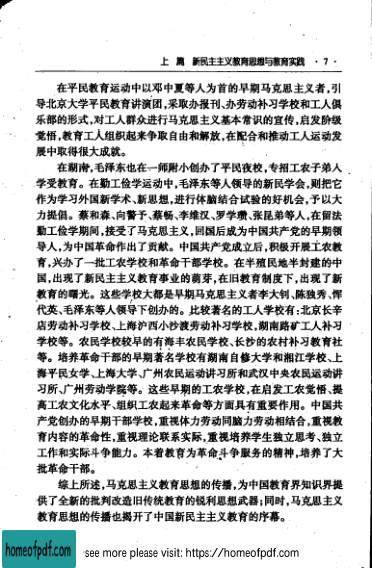 上 篇 新民主主义教育思想与教育实践 ·7·
在平民教育运动中以邓中夏等人为首的早期马克思主义者,引
导北京大学平民教育讲演团,采取办报刊、办劳动补习学校和工人俱
乐部的形式,对工人群众进行马克思主义基本常识的宣传,启发阶级
觉悟,教育工人组织起来争取自由和解放,在配合和推动工人运动发
展中取得很大成就。
在湖南,毛泽东也在一师附小创办了平民夜校,专招工农子弟入
学受教育。在勤工俭学运动中,毛泽东等人领导的新民学会,则把它
作为学习外国新学术、新思想,进行体脑结合试验的好机会,予以大
力提倡。蔡和森、向警予、蔡畅、李维汉、罗学瓒、张昆弟等人,在留法
勤工俭学期间,接受了马克思主义,回国后成为中国共产党的早期领
导人,为中国革命作出了贡献。中国共产党成立后,积极开展工农教
育,兴办了一批工农学校和革命干部学校。在半殖民地半封建的中
国,出现了新民主主义教育事业的萌芽,在旧教育制度下,出现了新
教育的曙光。这些学校大都是早期马克思主义者李大钊、陈独秀、恽
代英、毛泽东等人领导下创办的。比较著名的工人学校有:北京长辛
店劳动补习学校、上海沪西小沙渡劳动补习学校,湖南路矿工人补习
学校等。农民学校较早的有海丰农民学校、长沙的农村补习教育社
等。培养革命干部的早期著名学校有湖南自修大学和湘江学校、上
海平民女学、上海大学、广州农民运动讲习所和武汉中央农民运动讲
习所、广州劳动学院等。这些早期的工农学校,在启发工农觉悟、提
高工农文化水平、组织工农起来革命等方面具有重要作用。中国共
产党创办的早期干部学校,重视体力劳动同脑力劳动相结合,重视教
育内容的革命性,重视理论联系实际,重视培养学生独立思考、独立
工作和实际斗争能力。本着教育为革命斗争服务的精神,培养了大
批革命干部。
综上所述,马克思主义教育思想的传播,为中国教育界知识界提
供了全新的批判改造旧传统教育的锐利思想武器;同时,马克思主义
教育思想的传播也揭开了中国新民主主义教育的序幕。
homeofpdf.com see more please visit: https://homeofpdf.com